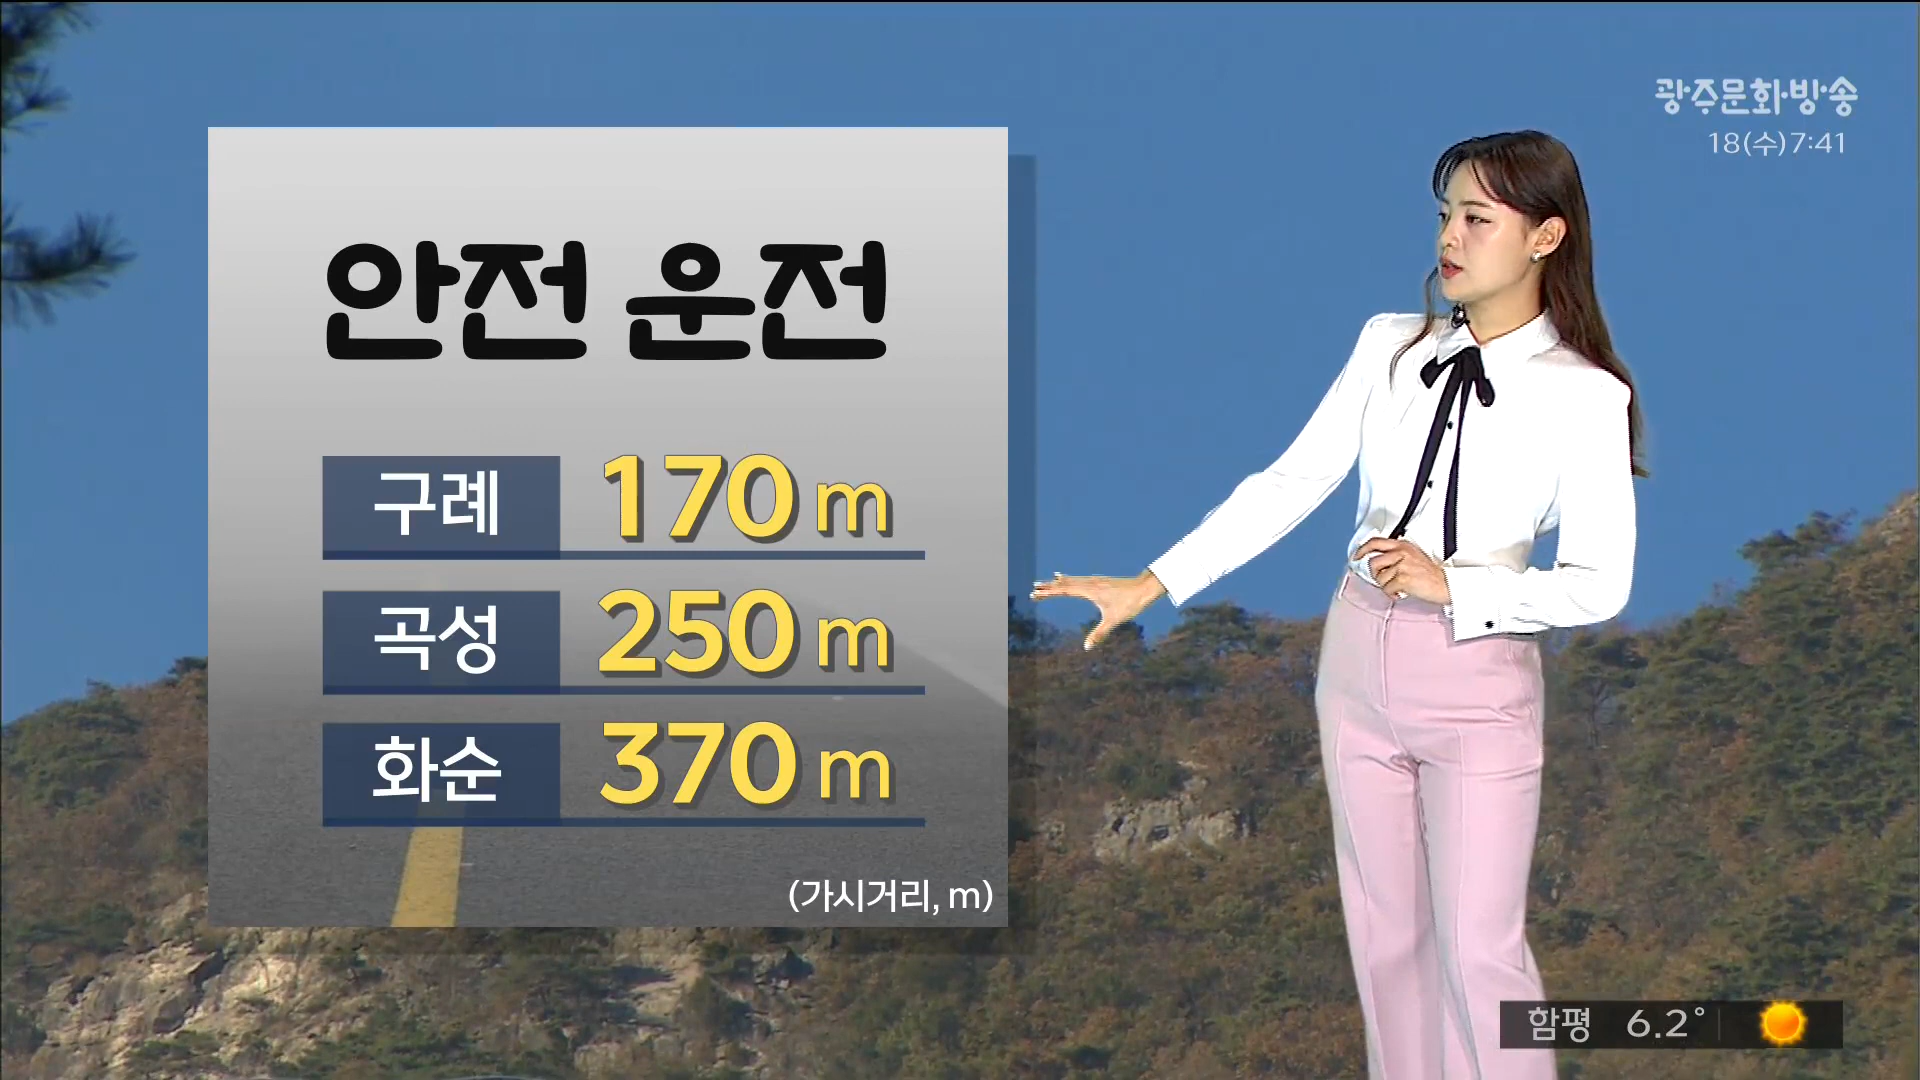 광주문화방송
18(수)7:41
안전 운전
구례 170 m
곡성 250 m
화순 370 m
(가시거리, m)
함평 6.2°